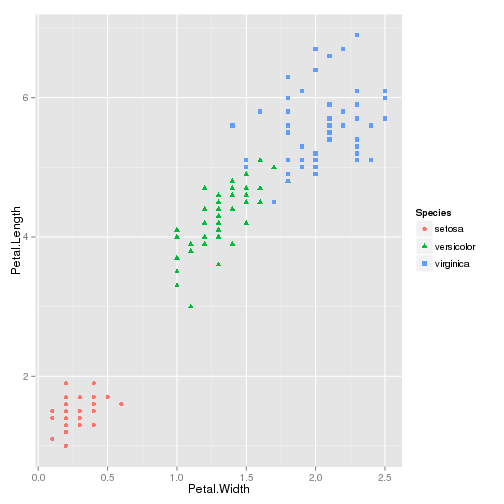 6
4
2
Petal.Length
0.0 0.5 1.0 1.5 2.0 2.5
Petal.Width
Species
setosa
versicolor
virginica